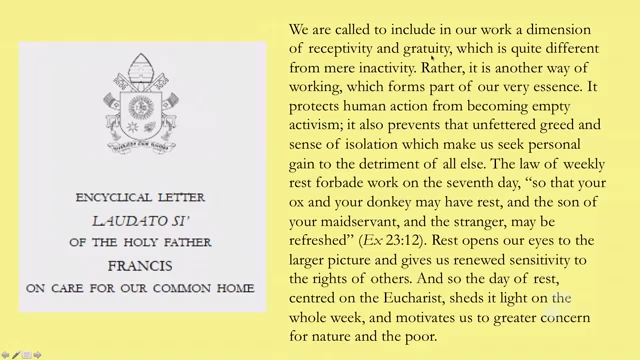 ENCYCLICAL LETTER
LAUDATO SI'
OF THE HOLY FATHER
FRANCIS
ON CARE FOR OUR COMMON HOME
We are called to include in our work a dimension
of receptivity and gratuity, which is quite different
from mere inactivity. Rather, it is another way of
working, which forms part of our very essence. It
protects human action from becoming empty
activism; it also prevents that unfettered greed and
sense of isolation which make us seek personal
gain to the detriment of all else. The law of weekly
rest forbade work on the seventh day, “so that your
ox and your donkey may have rest, and the son of
your maidservant, and the stranger, may be
refreshed” (Ex 23:12). Rest opens our eyes to the
larger picture and gives us renewed sensitivity to
the rights of others. And so the day of rest,
centred on the Eucharist, sheds it light on the
whole week, and motivates us to greater concern
for nature and the poor.